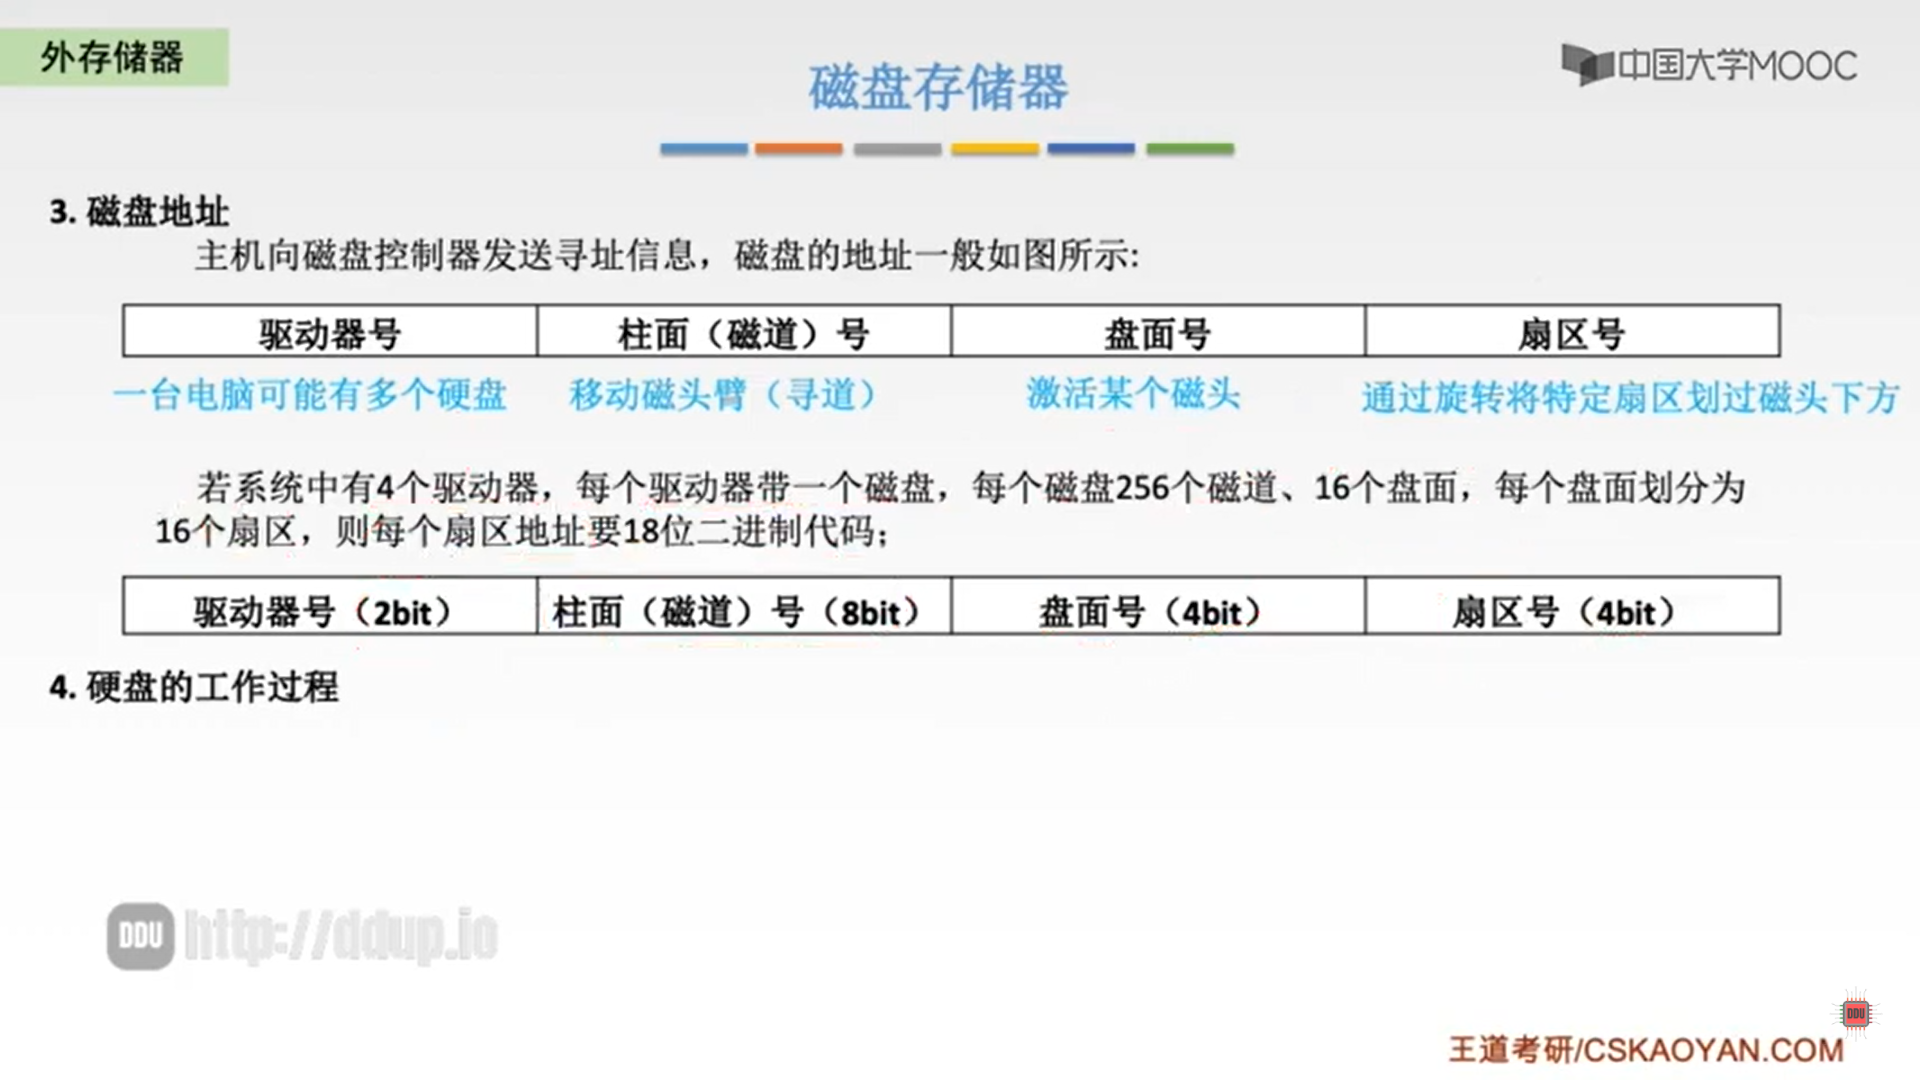 外存储器
磁盘存储器
中国大学MOOC
3. 磁盘地址
主机向磁盘控制器发送寻址信息，磁盘的地址一般如图所示:
驱动器号 柱面（磁道）号 盘面号 扇区号
一台电脑可能有多个硬盘 移动磁头臂（寻道） 激活某个磁头 通过旋转将特定扇区划过磁头下方
若系统中有4个驱动器，每个驱动器带一个磁盘，每个磁盘256个磁道、16个盘面，每个盘面划分为
16个扇区，则每个扇区地址要18位二进制代码；
驱动器号（2bit） 柱面（磁道）号（8bit） 盘面号（4bit） 扇区号（4bit）
4. 硬盘的工作过程
DDU http://ddup.io
DDU
王道考研/CSKAOYAN.COM